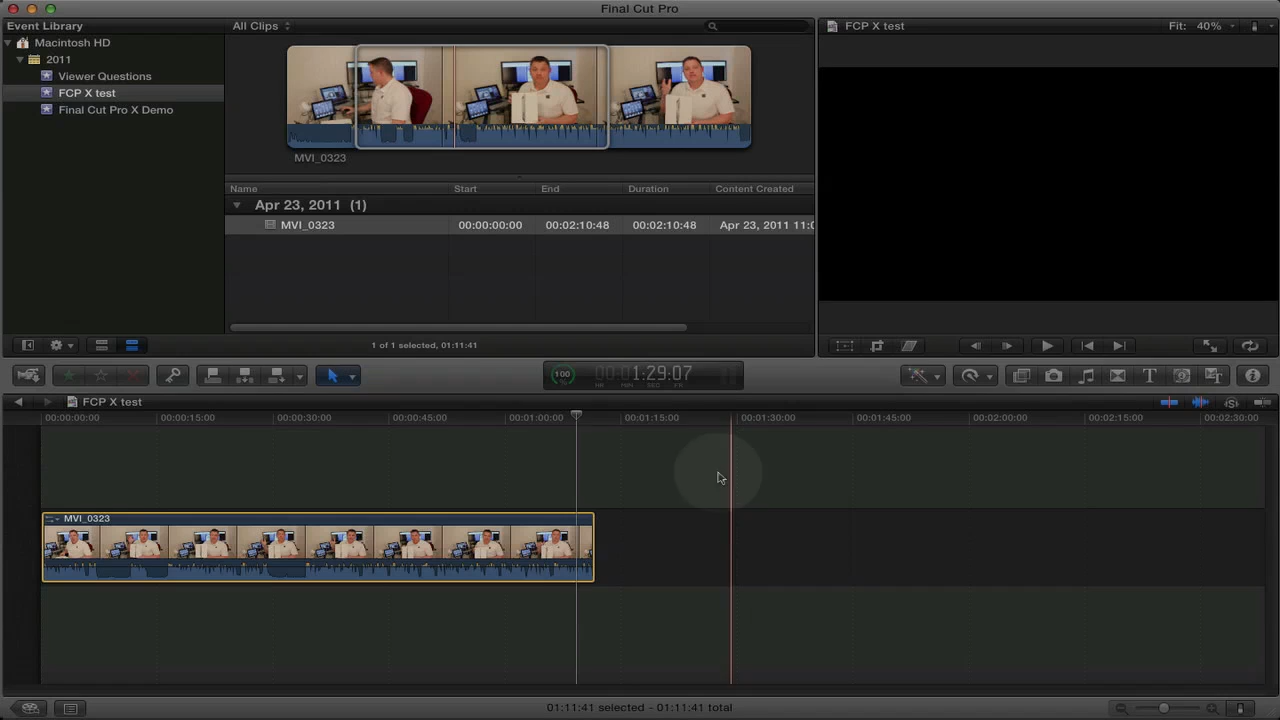 Final Cut Pro
Event Library
All Clips
FCP X test
Fit: 40%
Macintosh HD
2011
Viewer Questions
FCP X test
Final Cut Pro X Demo
MVI_0323
Name Start End Duration Content Created
Apr 23, 2011 (1)
MVI_0323 00:00:00:00 00:02:10:48 00:02:10:48 Apr 23, 2011 11:0
1 of 1 selected, 01:11:41
100
%
00:01:29:07
HR MIN SEC FR
FCP X test
00:00:00:00 00:00:15:00 00:00:30:00 00:00:45:00 00:01:00:00 00:01:15:00 00:01:30:00 00:01:45:00 00:02:00:00 00:02:15:00 00:02:30:00
MVI_0323
01:11:41 selected - 01:11:41 total